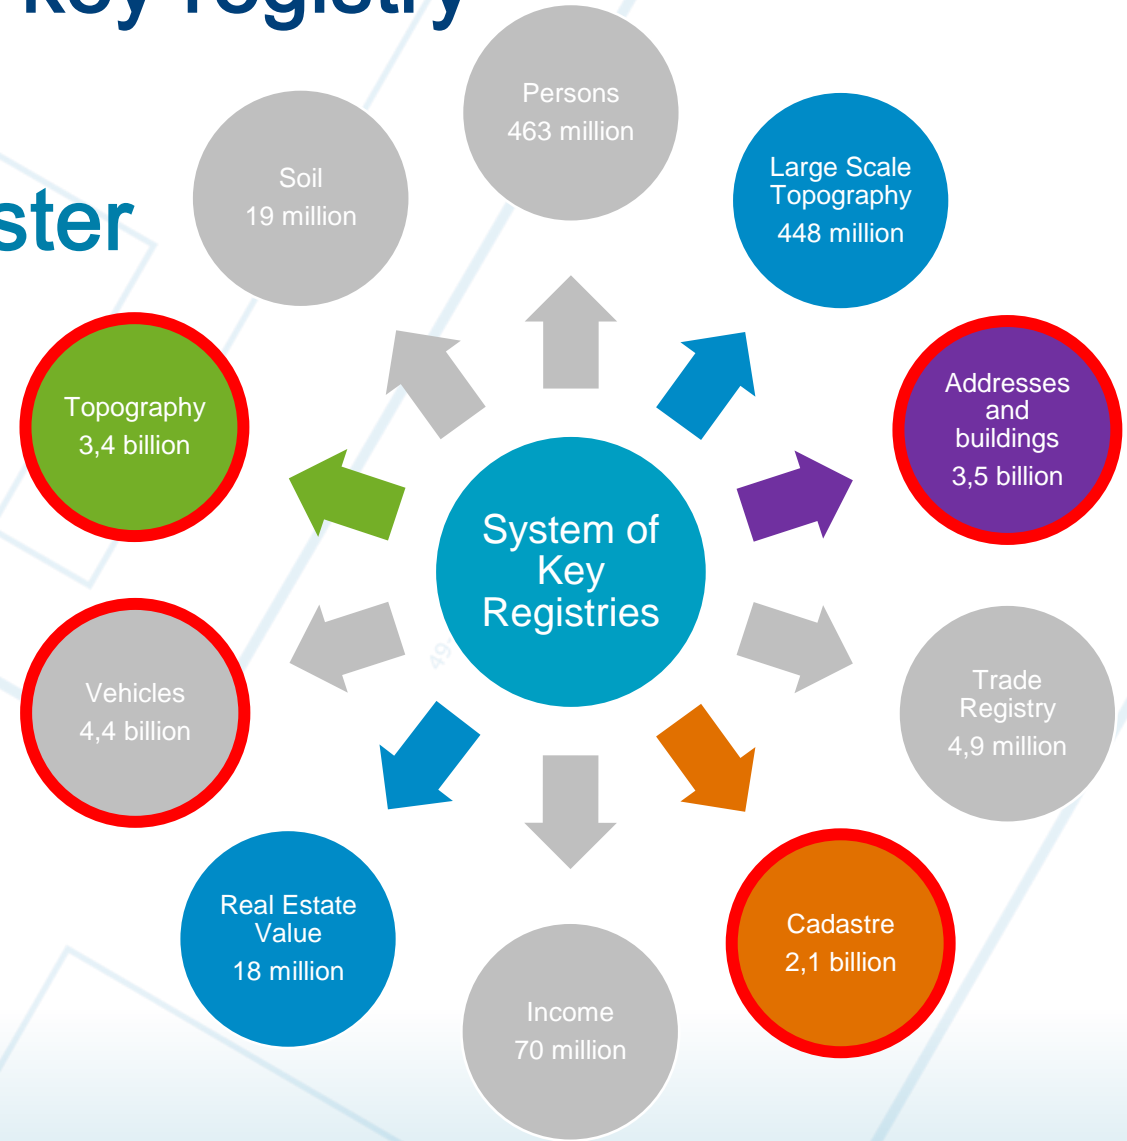 key registry
ster
Persons
463 million
Large Scale
Topography
448 million
Addresses
and
buildings
3,5 billion
Trade
Registry
4,9 million
Cadastre
2,1 billion
Income
70 million
Real Estate
Value
18 million
Vehicles
4,4 billion
Topography
3,4 billion
Soil
19 million
System of
Key
Registries